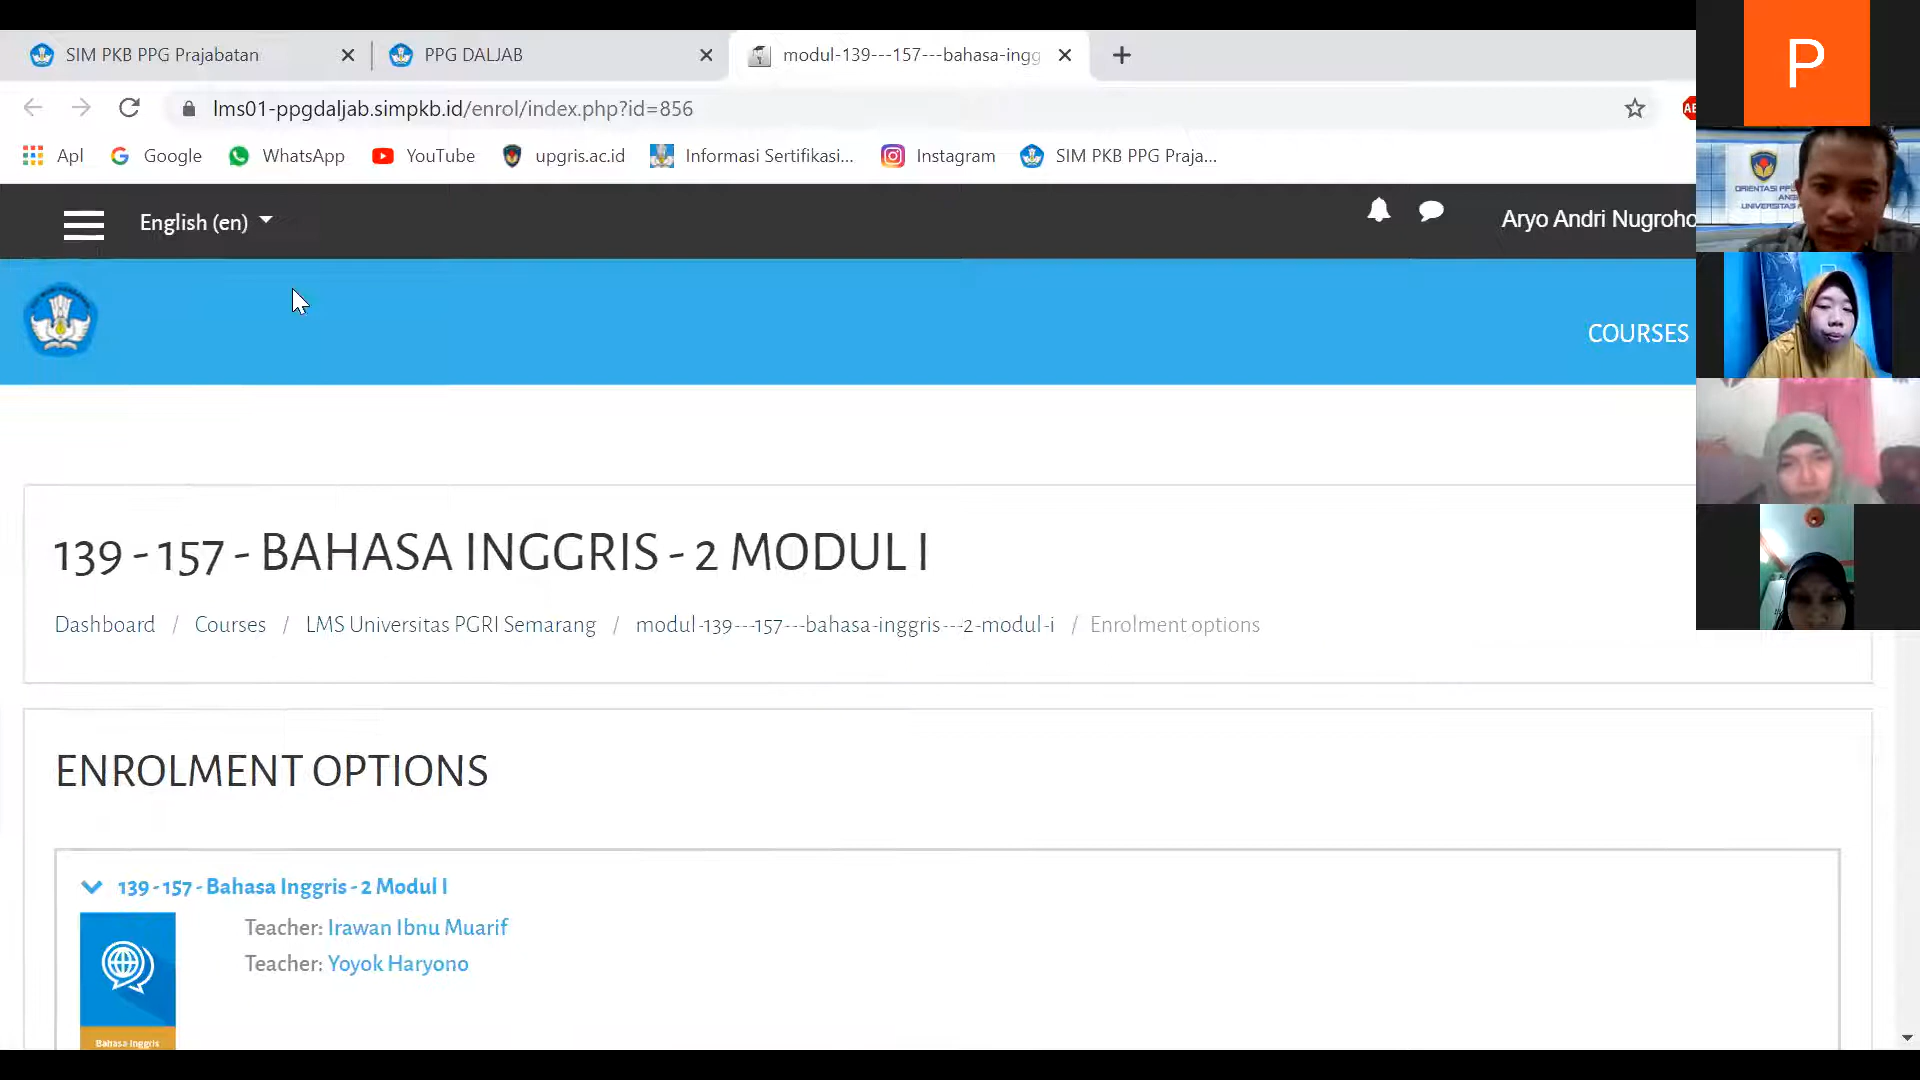 SIM PKB PPG Prajabatan
PPG DALJAB
modul-139---157---bahasa-ingg
P
lms01-ppgdaljab.simpkb.id/enrol/index.php?id=856
Apl
Google
WhatsApp
YouTube
upgris.ac.id
Informasi Sertifikasi...
Instagram
SIM PKB PPG Praja...
English (en)
Aryo Andri Nugroho
COURSES
139 - 157 - BAHASA INGGRIS - 2 MODUL I
Dashboard / Courses / LMS Universitas PGRI Semarang / modul-139---157---bahasa-inggris---2-modul-i / Enrolment options
ENROLMENT OPTIONS
139 - 157 - Bahasa Inggris - 2 Modul I
Teacher: Irawan Ibnu Muarif
Teacher: Yoyok Haryono
Bahasa Inggris